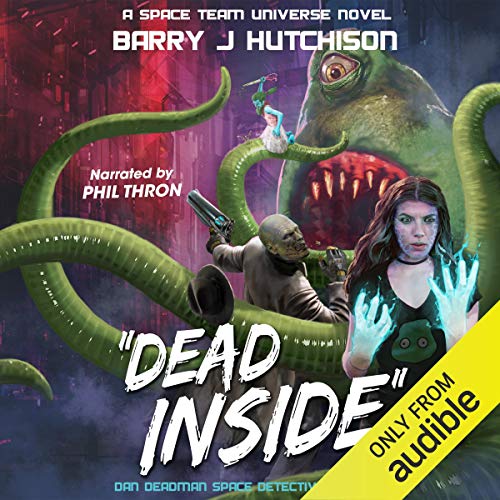 A SPACE TEAM UNIVERSE NOVEL
BARRY J HUTCHISON
Narrated by
PHIL THRON
"DEAD
INSIDE"
DAN DEADMAN SPACE DETECTIVE
ONLY FROM
audible